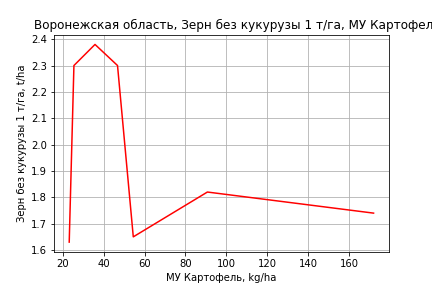 Воронежская область, Зерн без кукурузы 1 т/га, МУ Картофел
2.4
2.3
2.2
2.1
2.0
1.9
1.8
1.7
1.6
Зерн без кукурузы 1 т/га, t/ha
20 40 60 80 100 120 140 160
МУ Картофель, kg/ha